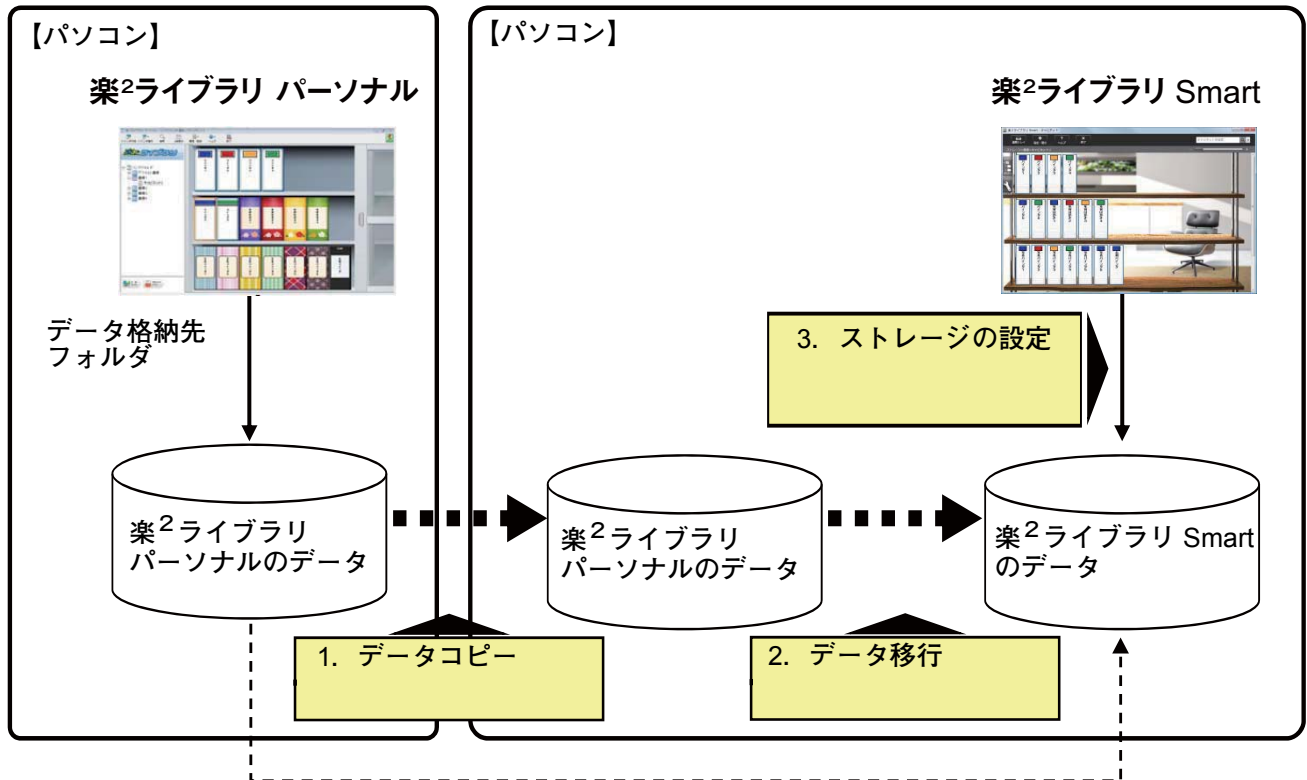 【パソコン】
楽²ライブラリ パーソナル
データ格納先
フォルダ
楽²ライブラリ
パーソナルのデータ
【パソコン】
楽²ライブラリ Smart
3. ストレージの設定
楽²ライブラリ
パーソナルのデータ
楽²ライブラリ Smart
のデータ
1. データコピー
2. データ移行